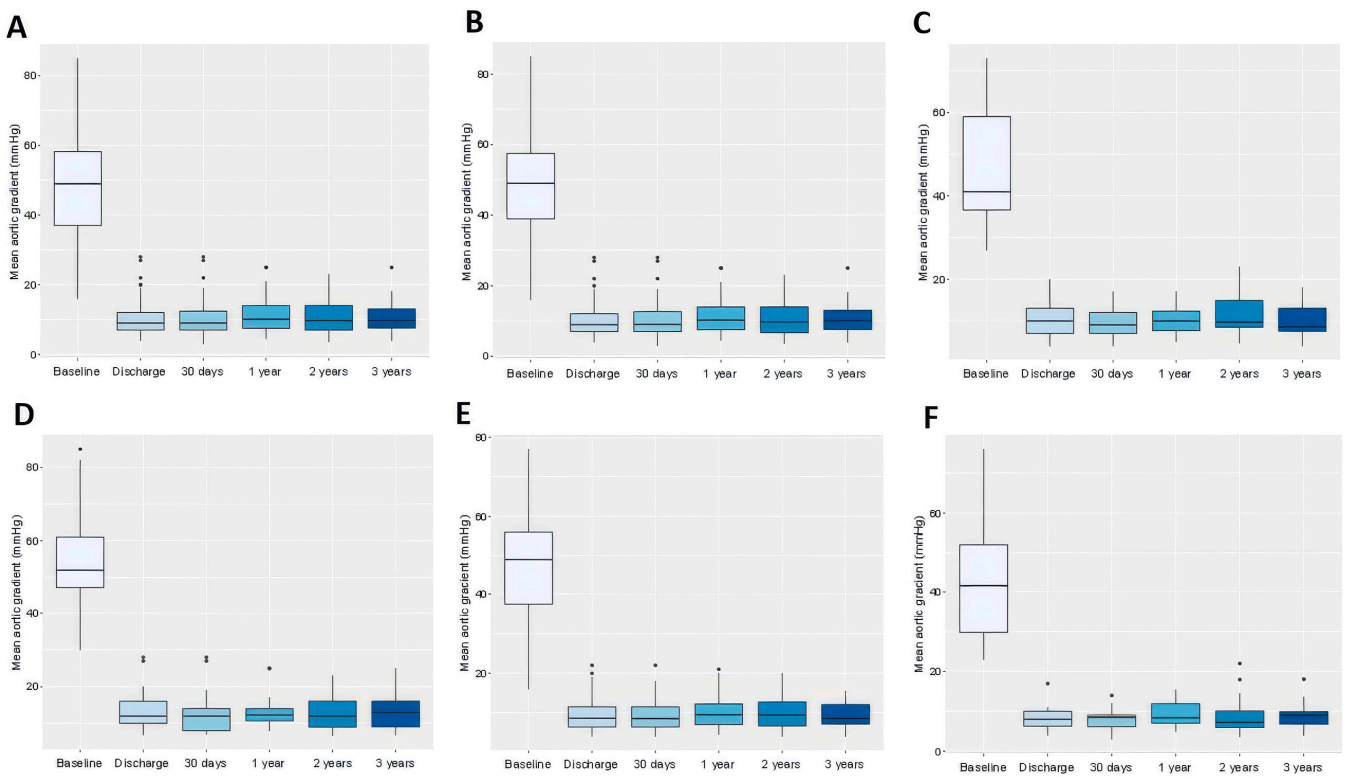 A
Mean aortic gradient (mmHg)
80
60
40
20
0
Baseline Discharge 30 days 1 year 2 years 3 years
B
Mean aortic gradient (mmHg)
80
60
40
20
0
Baseline Discharge 30 days 1 year 2 years 3 years
C
Mean aortic gradient (mmHg)
60
40
20
Baseline Discharge 30 days 1 year 2 years 3 years
D
Mean aortic gradient (mmHg)
80
60
40
20
Baseline Discharge 30 days 1 year 2 years 3 years
E
Mean aortic gradient (mmHg)
80
60
40
20
Baseline Discharge 30 days 1 year 2 years 3 years
F
Mean aortic gracient (mmHg)
60
40
20
0
Baseline Discharge 30 days 1 year 2 years 3 years